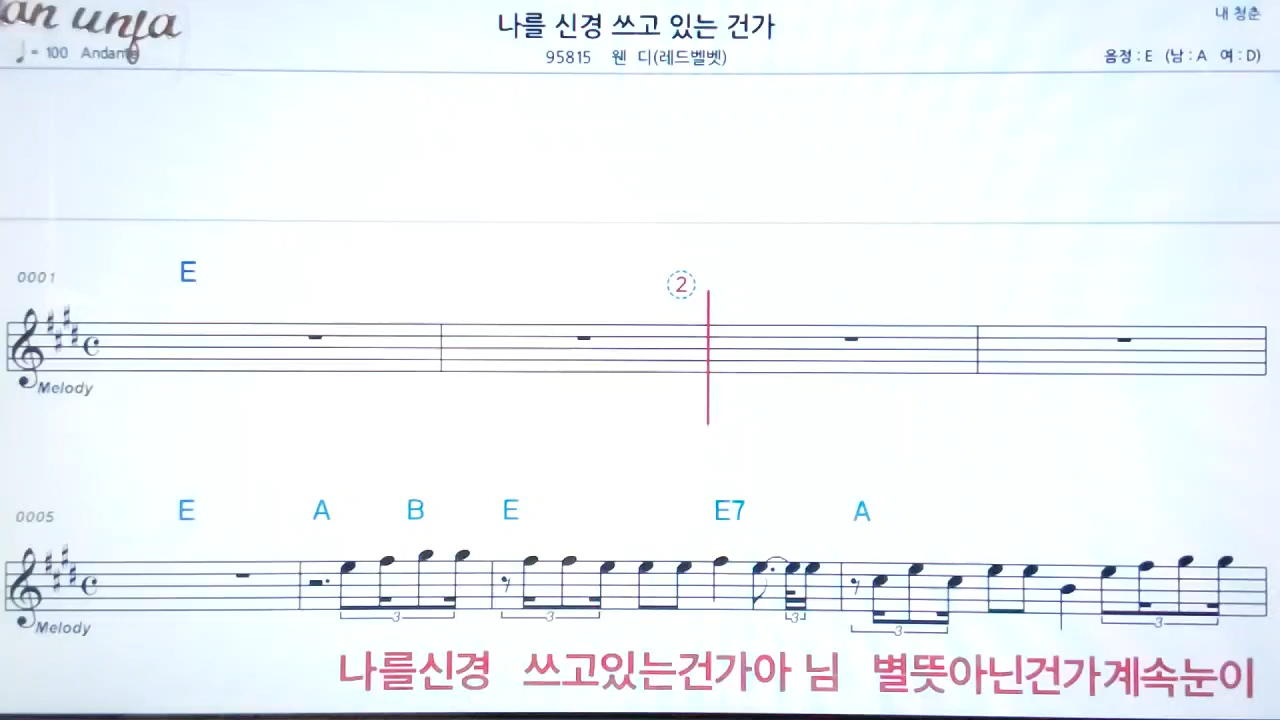 an unfa
나를 신경 쓰고 있는 건가
내 청춘
♩= 100 Andante
95815 웬 디(레드벨벳)
음정 : E (남 : A 여 : D)
0001 E
2
Melody
0005 E A B E E7 A
3 3 3 3 3
Melody
나를신경 쓰고있는건가아 님 별뜻아닌건가계속눈이